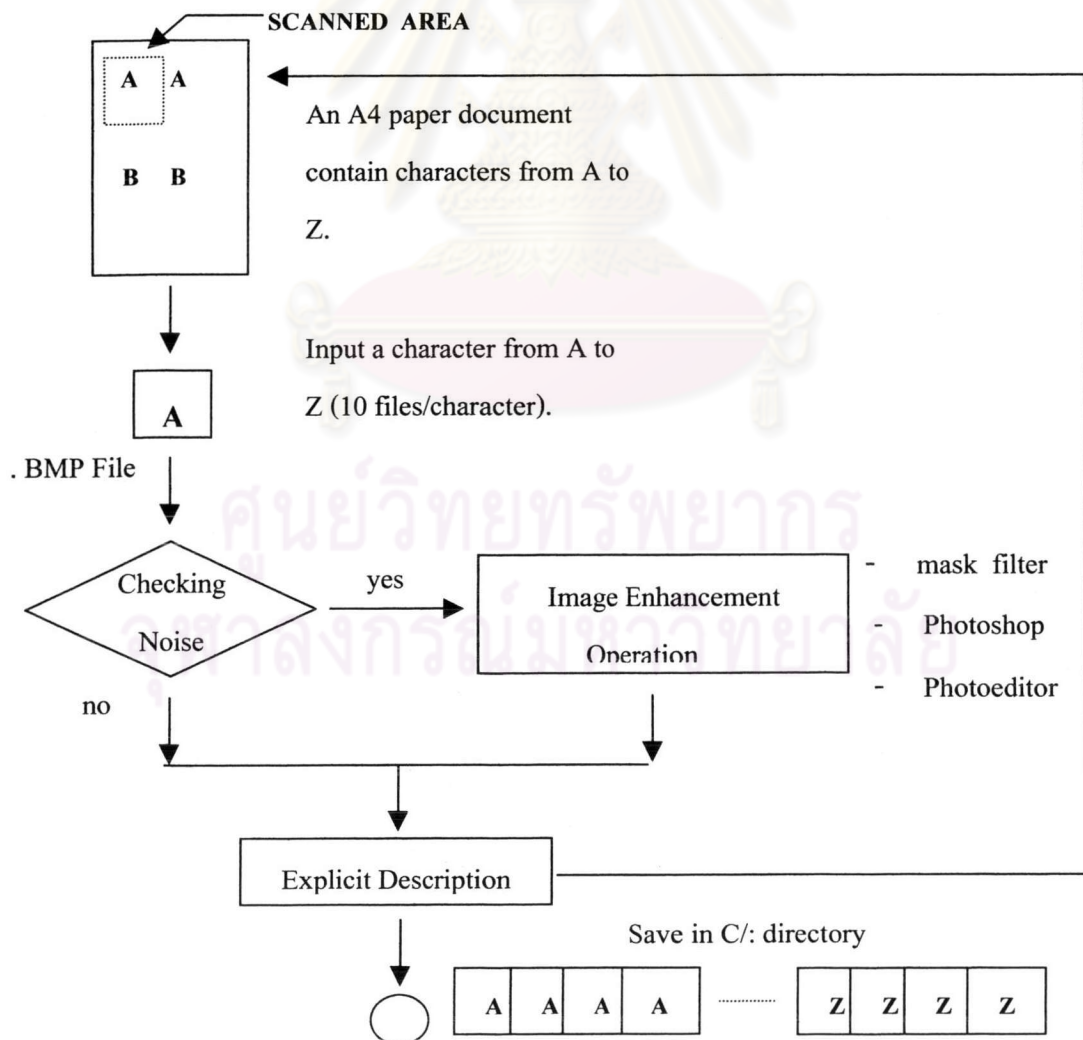 SCANNED AREA
A A
B B
An A4 paper document
contain characters from A to
Z.
Input a character from A to
Z (10 files/character).
A
. BMP File
ศูนย์วิทยทรัพยากร
จุฬาลงกรณ์มหาวิทยาลัย
Checking
Noise
yes
no
Image Enhancement
Operation
- mask filter
- Photoshop
- Photoeditor
Explicit Description
Save in C/: directory
A A A A ........... Z Z Z Z